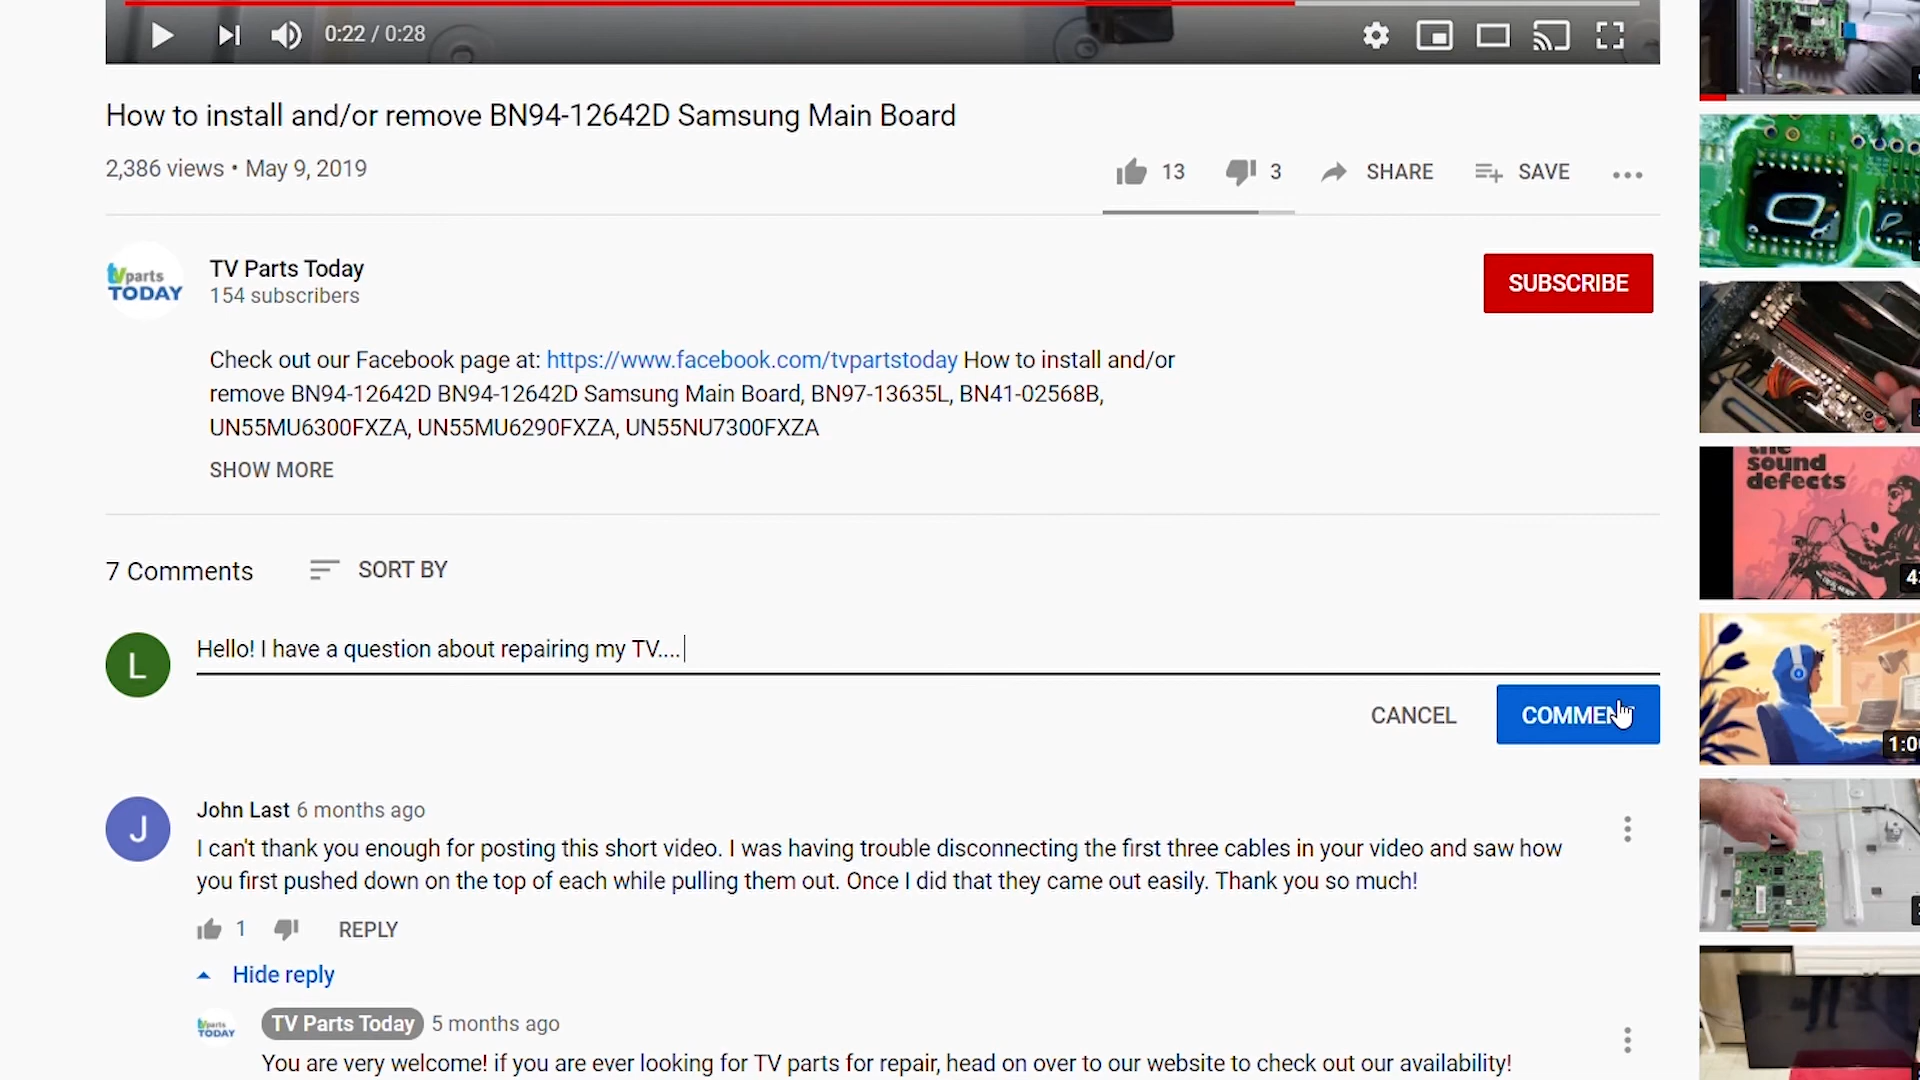 0:22 / 0:28
How to install and/or remove BN94-12642D Samsung Main Board
2,386 views • May 9, 2019
13
3
SHARE
SAVE
tvparts
TODAY
TV Parts Today
154 subscribers
SUBSCRIBE
Check out our Facebook page at: https://www.facebook.com/tvpartstoday How to install and/or
remove BN94-12642D BN94-12642D Samsung Main Board, BN97-13635L, BN41-02568B,
UN55MU6300FXZA, UN55MU6290FXZA, UN55NU7300FXZA
SHOW MORE
7 Comments
SORT BY
L
Hello! I have a question about repairing my TV....
CANCEL
COMMENT
J
John Last 6 months ago
I can't thank you enough for posting this short video. I was having trouble disconnecting the first three cables in your video and saw how
you first pushed down on the top of each while pulling them out. Once I did that they came out easily. Thank you so much!
1
REPLY
Hide reply
tvparts
TODAY
TV Parts Today 5 months ago
You are very welcome! if you are ever looking for TV parts for repair, head on over to our website to check out our availability!
sound
defects